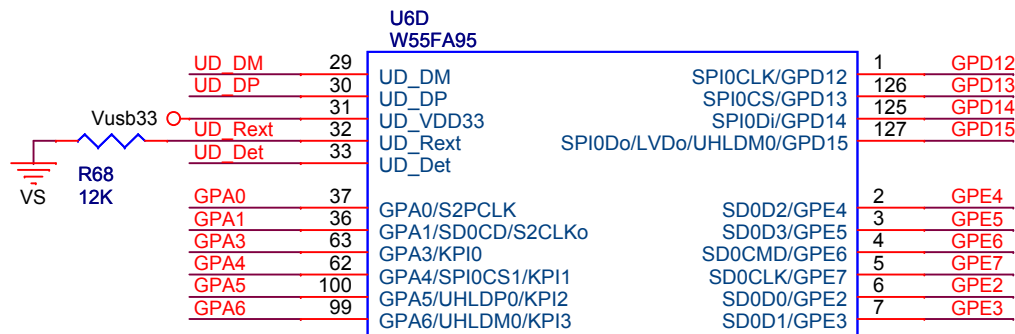 U6D
W55FA95
UD_DM 29 UD_DM SPI0CLK/GPD12 1 GPD12
UD_DP 30 UD_DP SPI0CS/GPD13 126 GPD13
Vusb33 31 UD_VDD33 SPI0Di/GPD14 125 GPD14
UD_Rext 32 UD_Rext SPI0Do/LVDo/UHLDM0/GPD15 127 GPD15
UD_Det 33 UD_Det
R68
12K
VS
GPA0 37 GPA0/S2PCLK SD0D2/GPE4 2 GPE4
GPA1 36 GPA1/SD0CD/S2CLKo SD0D3/GPE5 3 GPE5
GPA3 63 GPA3/KPI0 SD0CMD/GPE6 4 GPE6
GPA4 62 GPA4/SPI0CS1/KPI1 SD0CLK/GPE7 5 GPE7
GPA5 100 GPA5/UHLDP0/KPI2 SD0D0/GPE2 6 GPE2
GPA6 99 GPA6/UHLDM0/KPI3 SD0D1/GPE3 7 GPE3